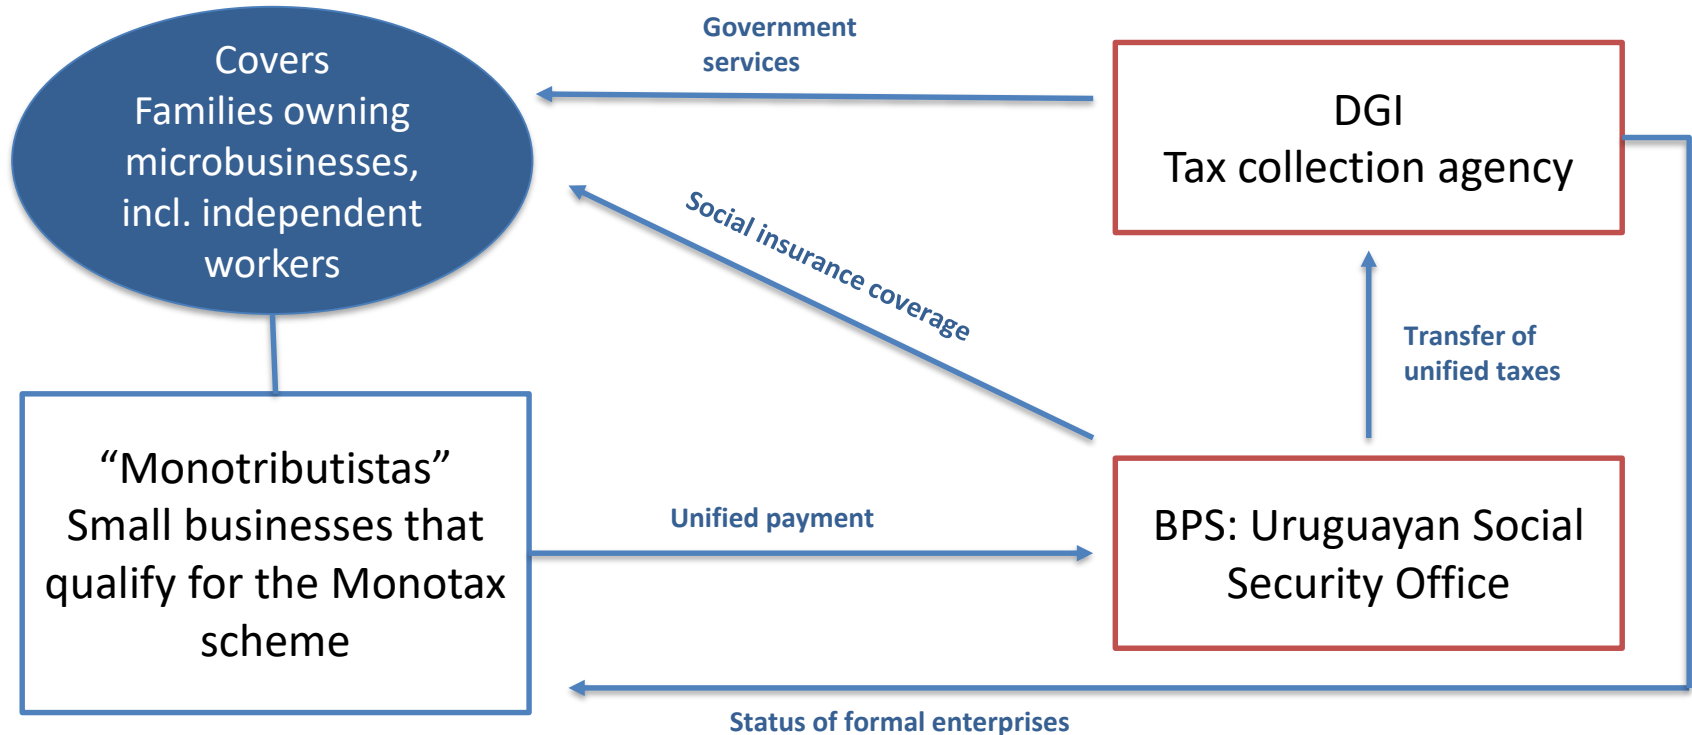 Covers
Families owning
microbusinesses,
incl. independent
workers
Government
services
DGI
Tax collection agency
Social insurance coverage
Transfer of
unified taxes
“Monotributistas”
Small businesses that
qualify for the Monotax
scheme
Unified payment
BPS: Uruguayan Social
Security Office
Status of formal enterprises